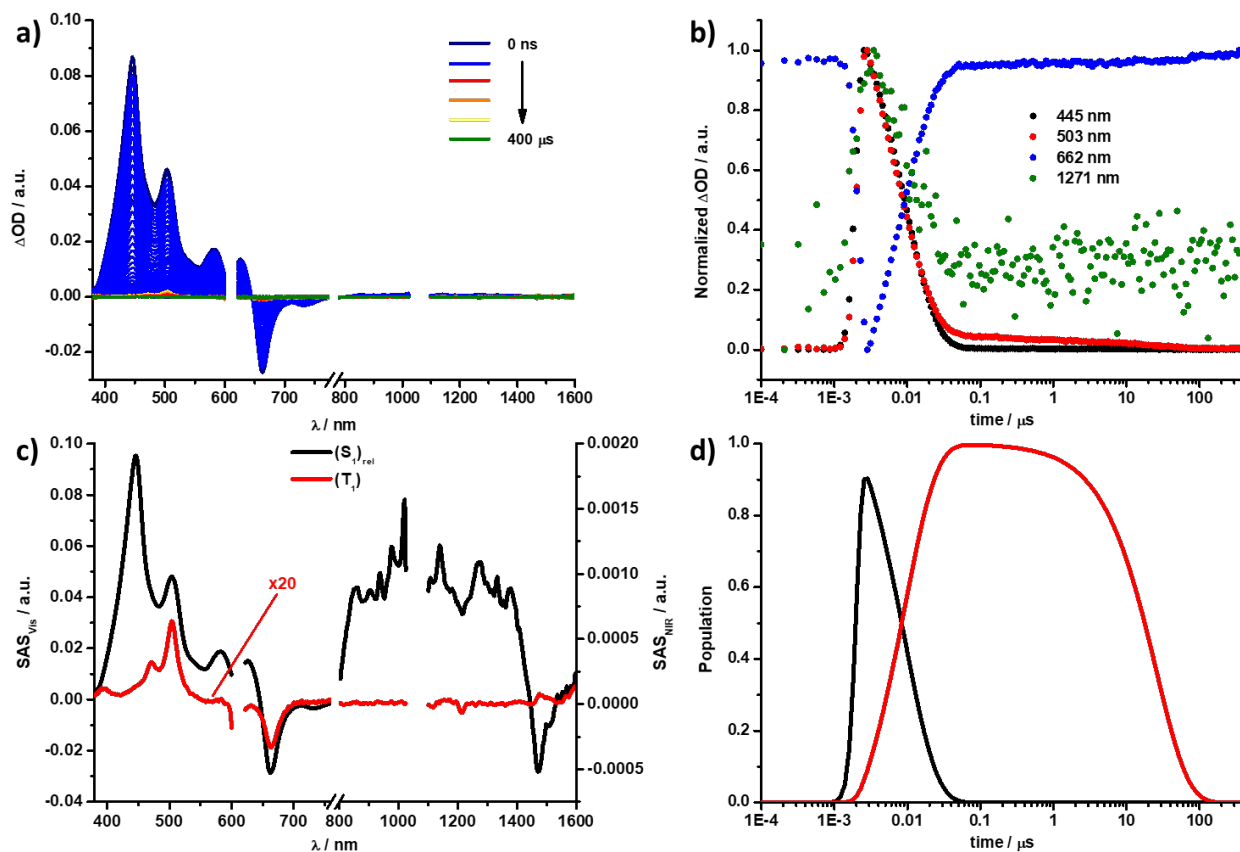 a)
0.10
0.08
0.06
0.04
0.02
0.00
-0.02
ΔOD / a.u.
0 ns
400 μs
400 500 600 700 1000 1200 1400 1600
λ / nm
b)
1.0
0.8
0.6
0.4
0.2
0.0
Normalized ΔOD / a.u.
445 nm
503 nm
662 nm
1271 nm
1E-4 1E-3 0.01 0.1 1 10 100
time / μs
c)
0.10
0.08
0.06
0.04
0.02
0.00
-0.02
-0.04
SAS_Vis / a.u.
(S₁)_rel
(T₁)
x20
0.0020
0.0015
0.0010
0.0005
0.0000
-0.0005
SAS_NIR / a.u.
400 500 600 700 800 1000 1200 1400 1600
λ / nm
d)
1.0
0.8
0.6
0.4
0.2
0.0
Population
1E-4 1E-3 0.01 0.1 1 10 100
time / μs